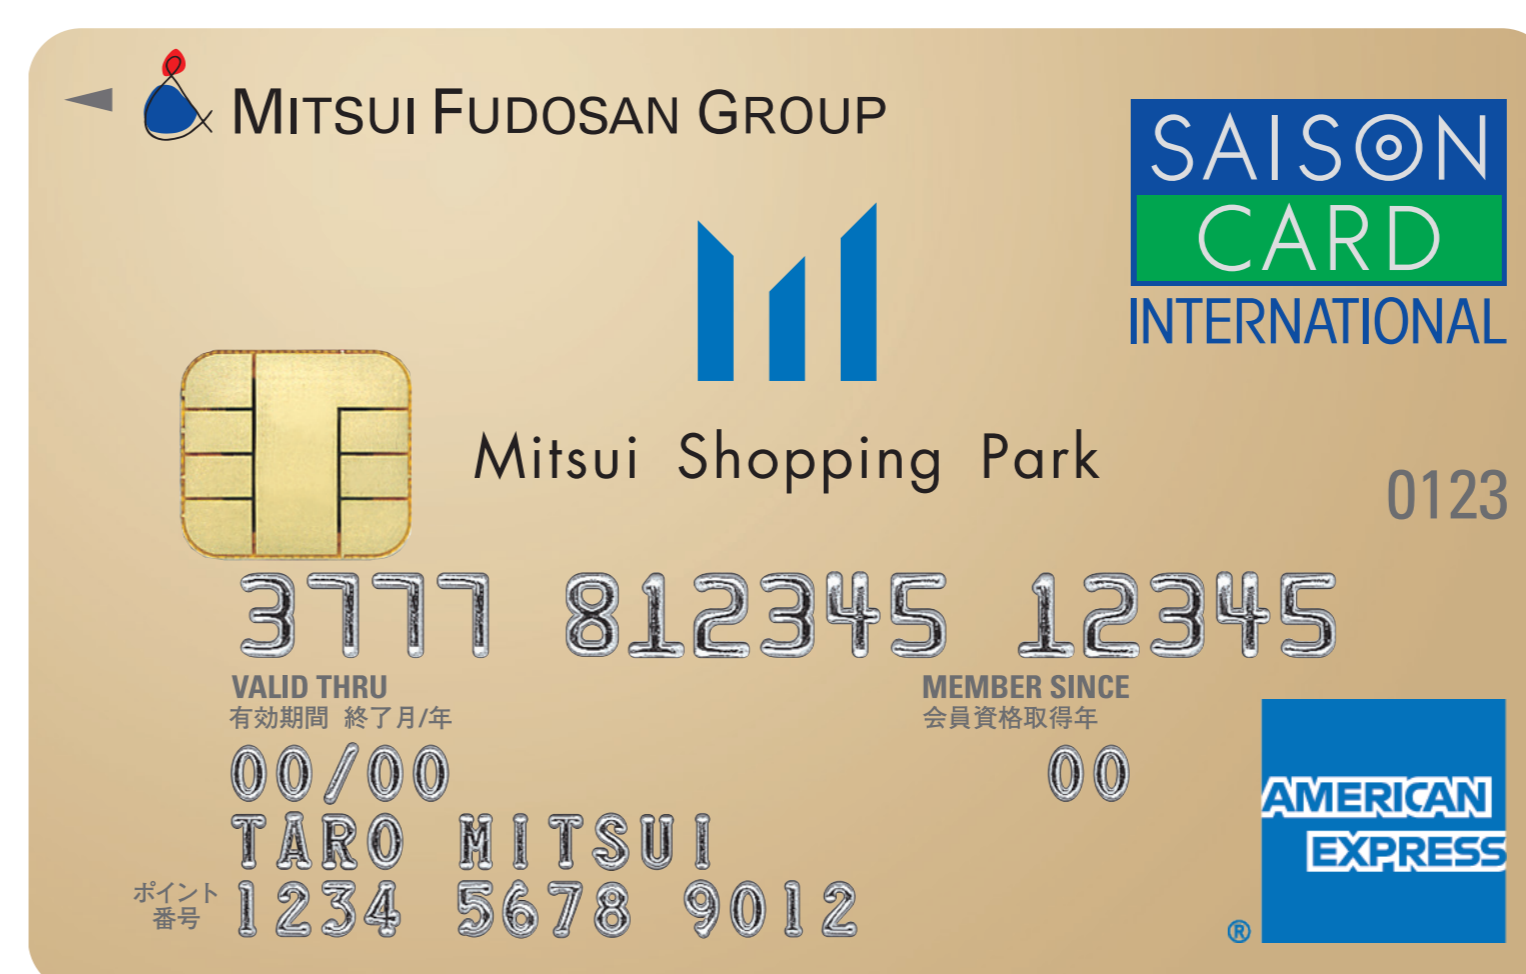 MITSUI FUDOSAN GROUP
SAISON
CARD
INTERNATIONAL
Mitsui Shopping Park
0123
3777 812345 12345
VALID THRU
有効期間 終了月/年
MEMBER SINCE
会員資格取得年
00/00
00
TARO MITSUI
AMERICAN
EXPRESS
ポイント
番号
1234 5678 9012
®